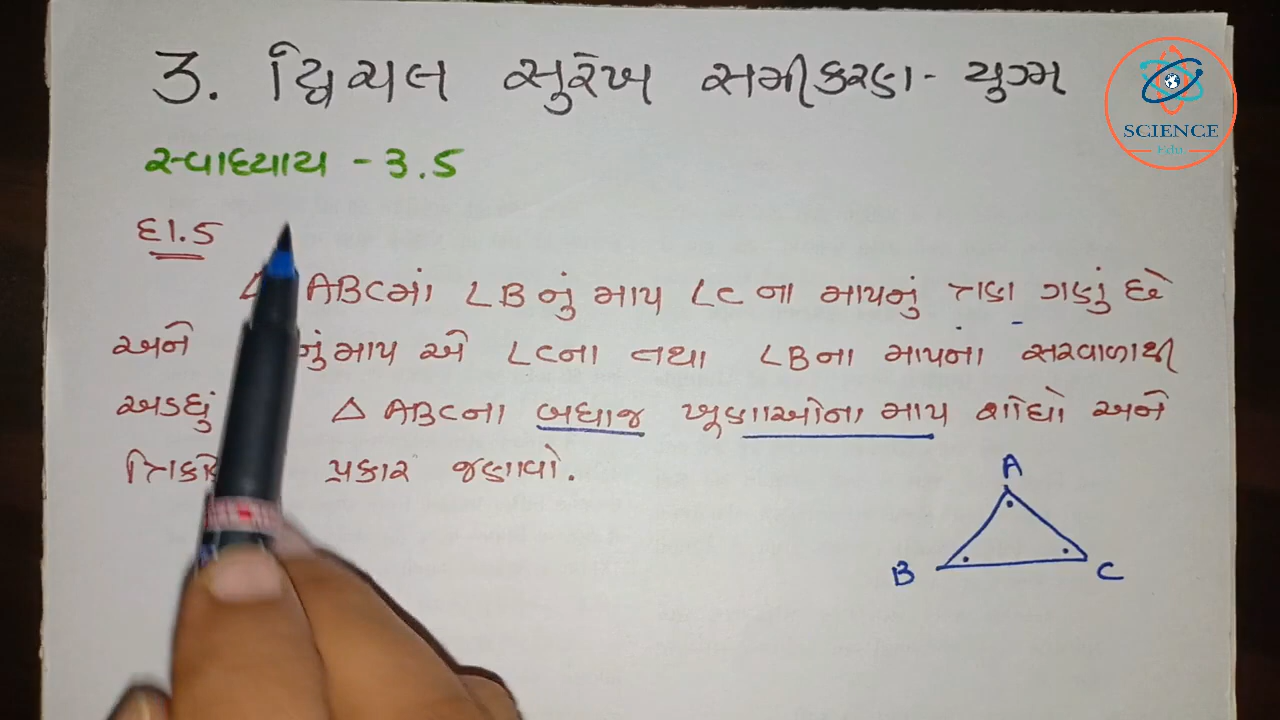 3. દ્વિચલ સુરેખ સમીકરણ - યુગ્મ
સ્વાધ્યાય - 3.5
દા.5
ABCમાં ∠B નું માપ ∠C ના માપનું ત્રણ ગણું છે
અને નું માપ એ ∠Cના તથા ∠Bના માપના સરવાળાથી
અડધું △ ABCના બધાજ ખૂણાઓના માપ શોધો અને
પ્રકાર જણાવો.
A
B
C
SCIENCE
Edu.